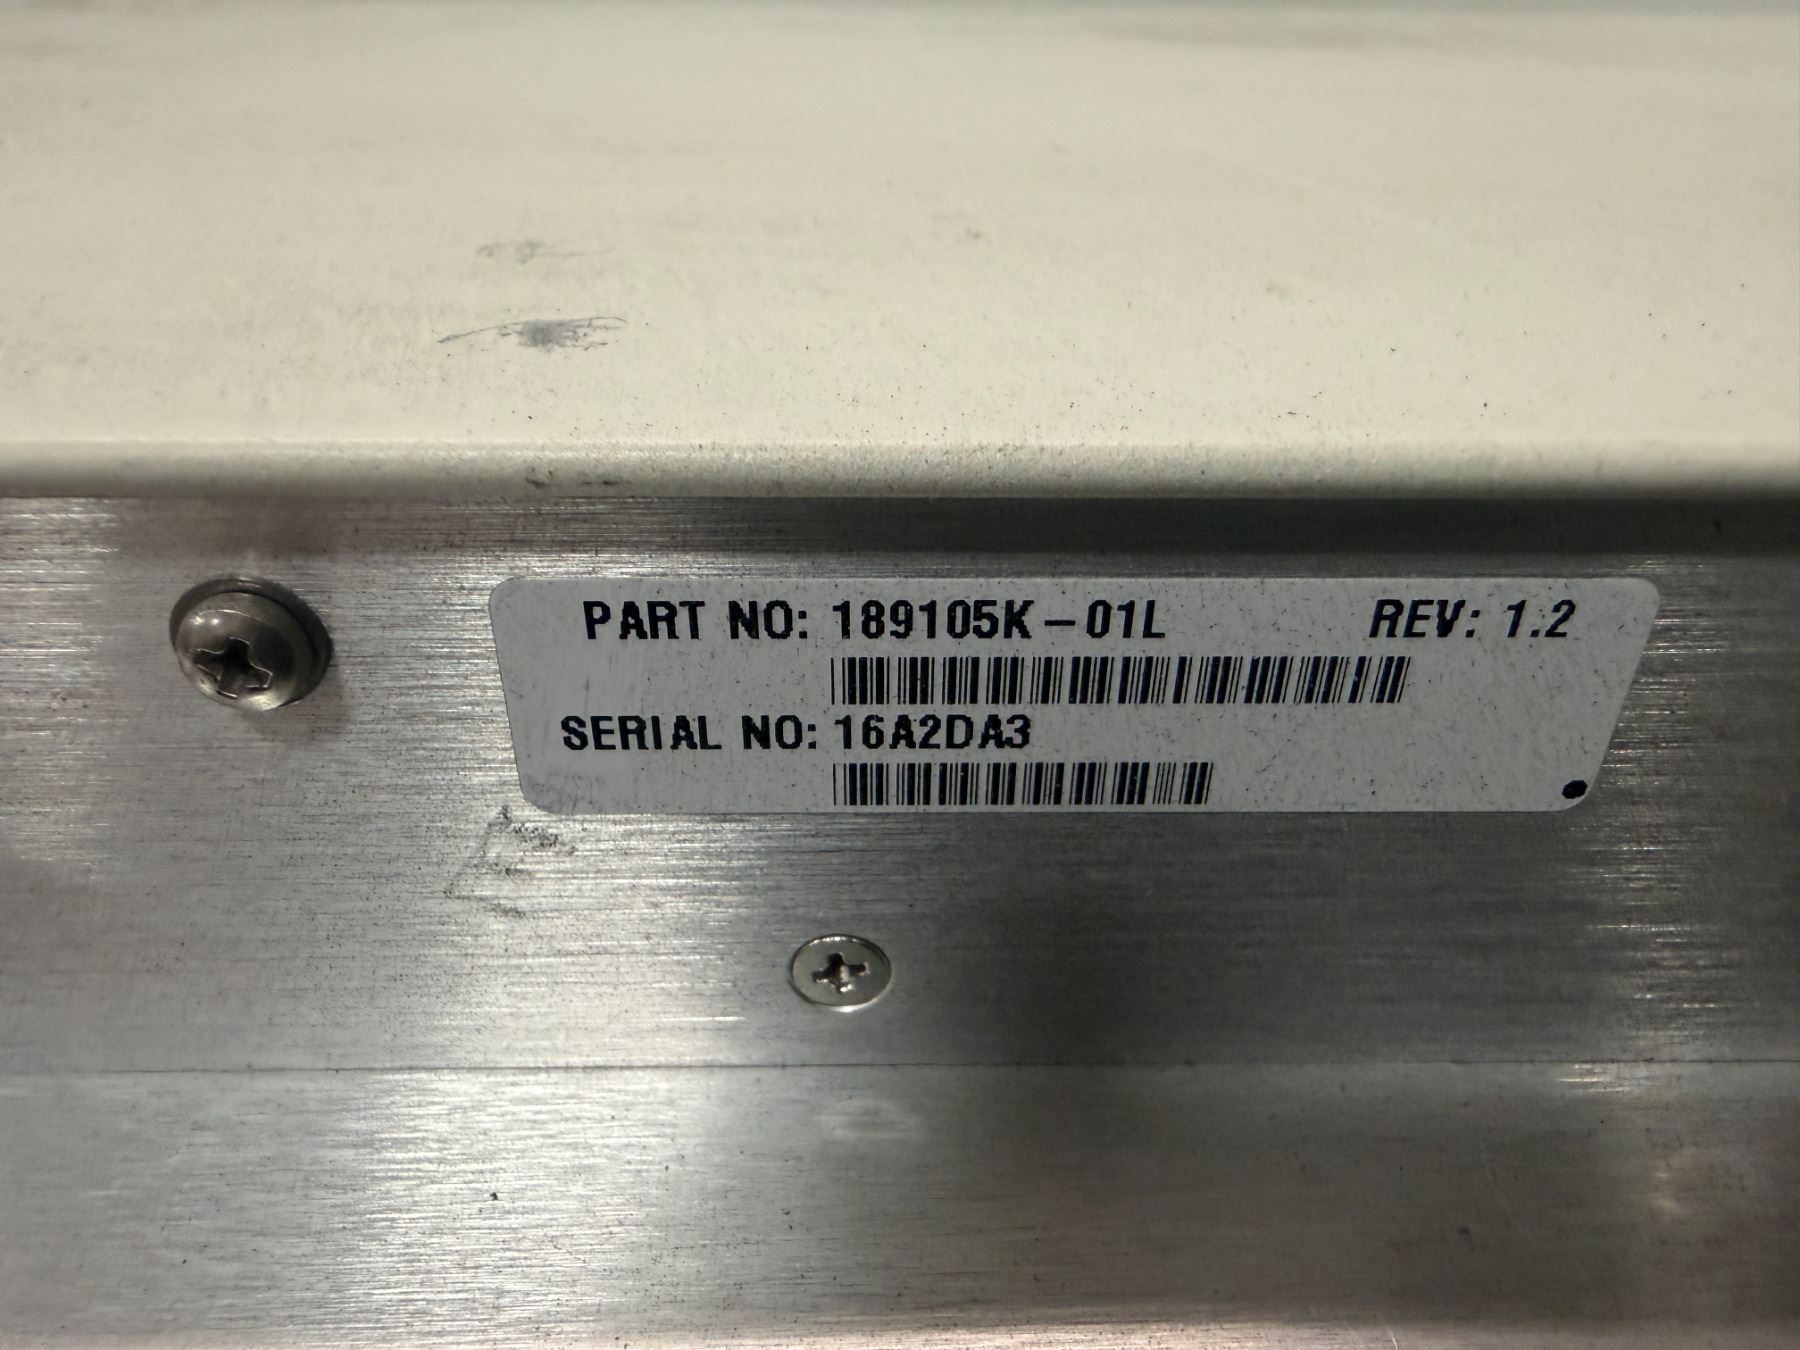 PART NO: 189105K-01L REV: 1.2
SERIAL NO: 16A2DA3